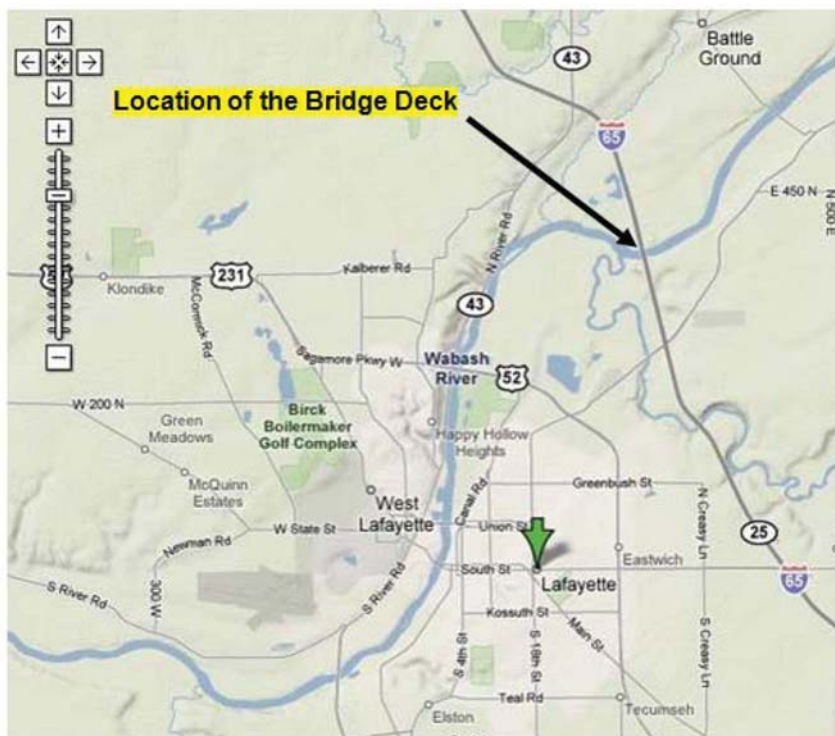 Battle
Ground
43
Location of the Bridge Deck
65
E 450 N
N 500 E
N River Rd
Kalberer Rd
231
Klondike
McCormick Rd
43
Sagamore Pkwy W
Wabash
River
52
W 200 N
Birck
Boilermaker
Golf Complex
Green
Meadows
Happy Hollow
Heights
McQuinn
Estates
Greenbush St
Canal Rd
N Creasy Ln
West
Lafayette
W State St
Union St
25
Newman Rd
Eastwich
South St
Lafayette
65
S River Rd
300 W
S River Rd
Kossuth St
Main St
S 4th St
S 18th St
S Creasy Ln
Teal Rd
Elston
Tecumseh